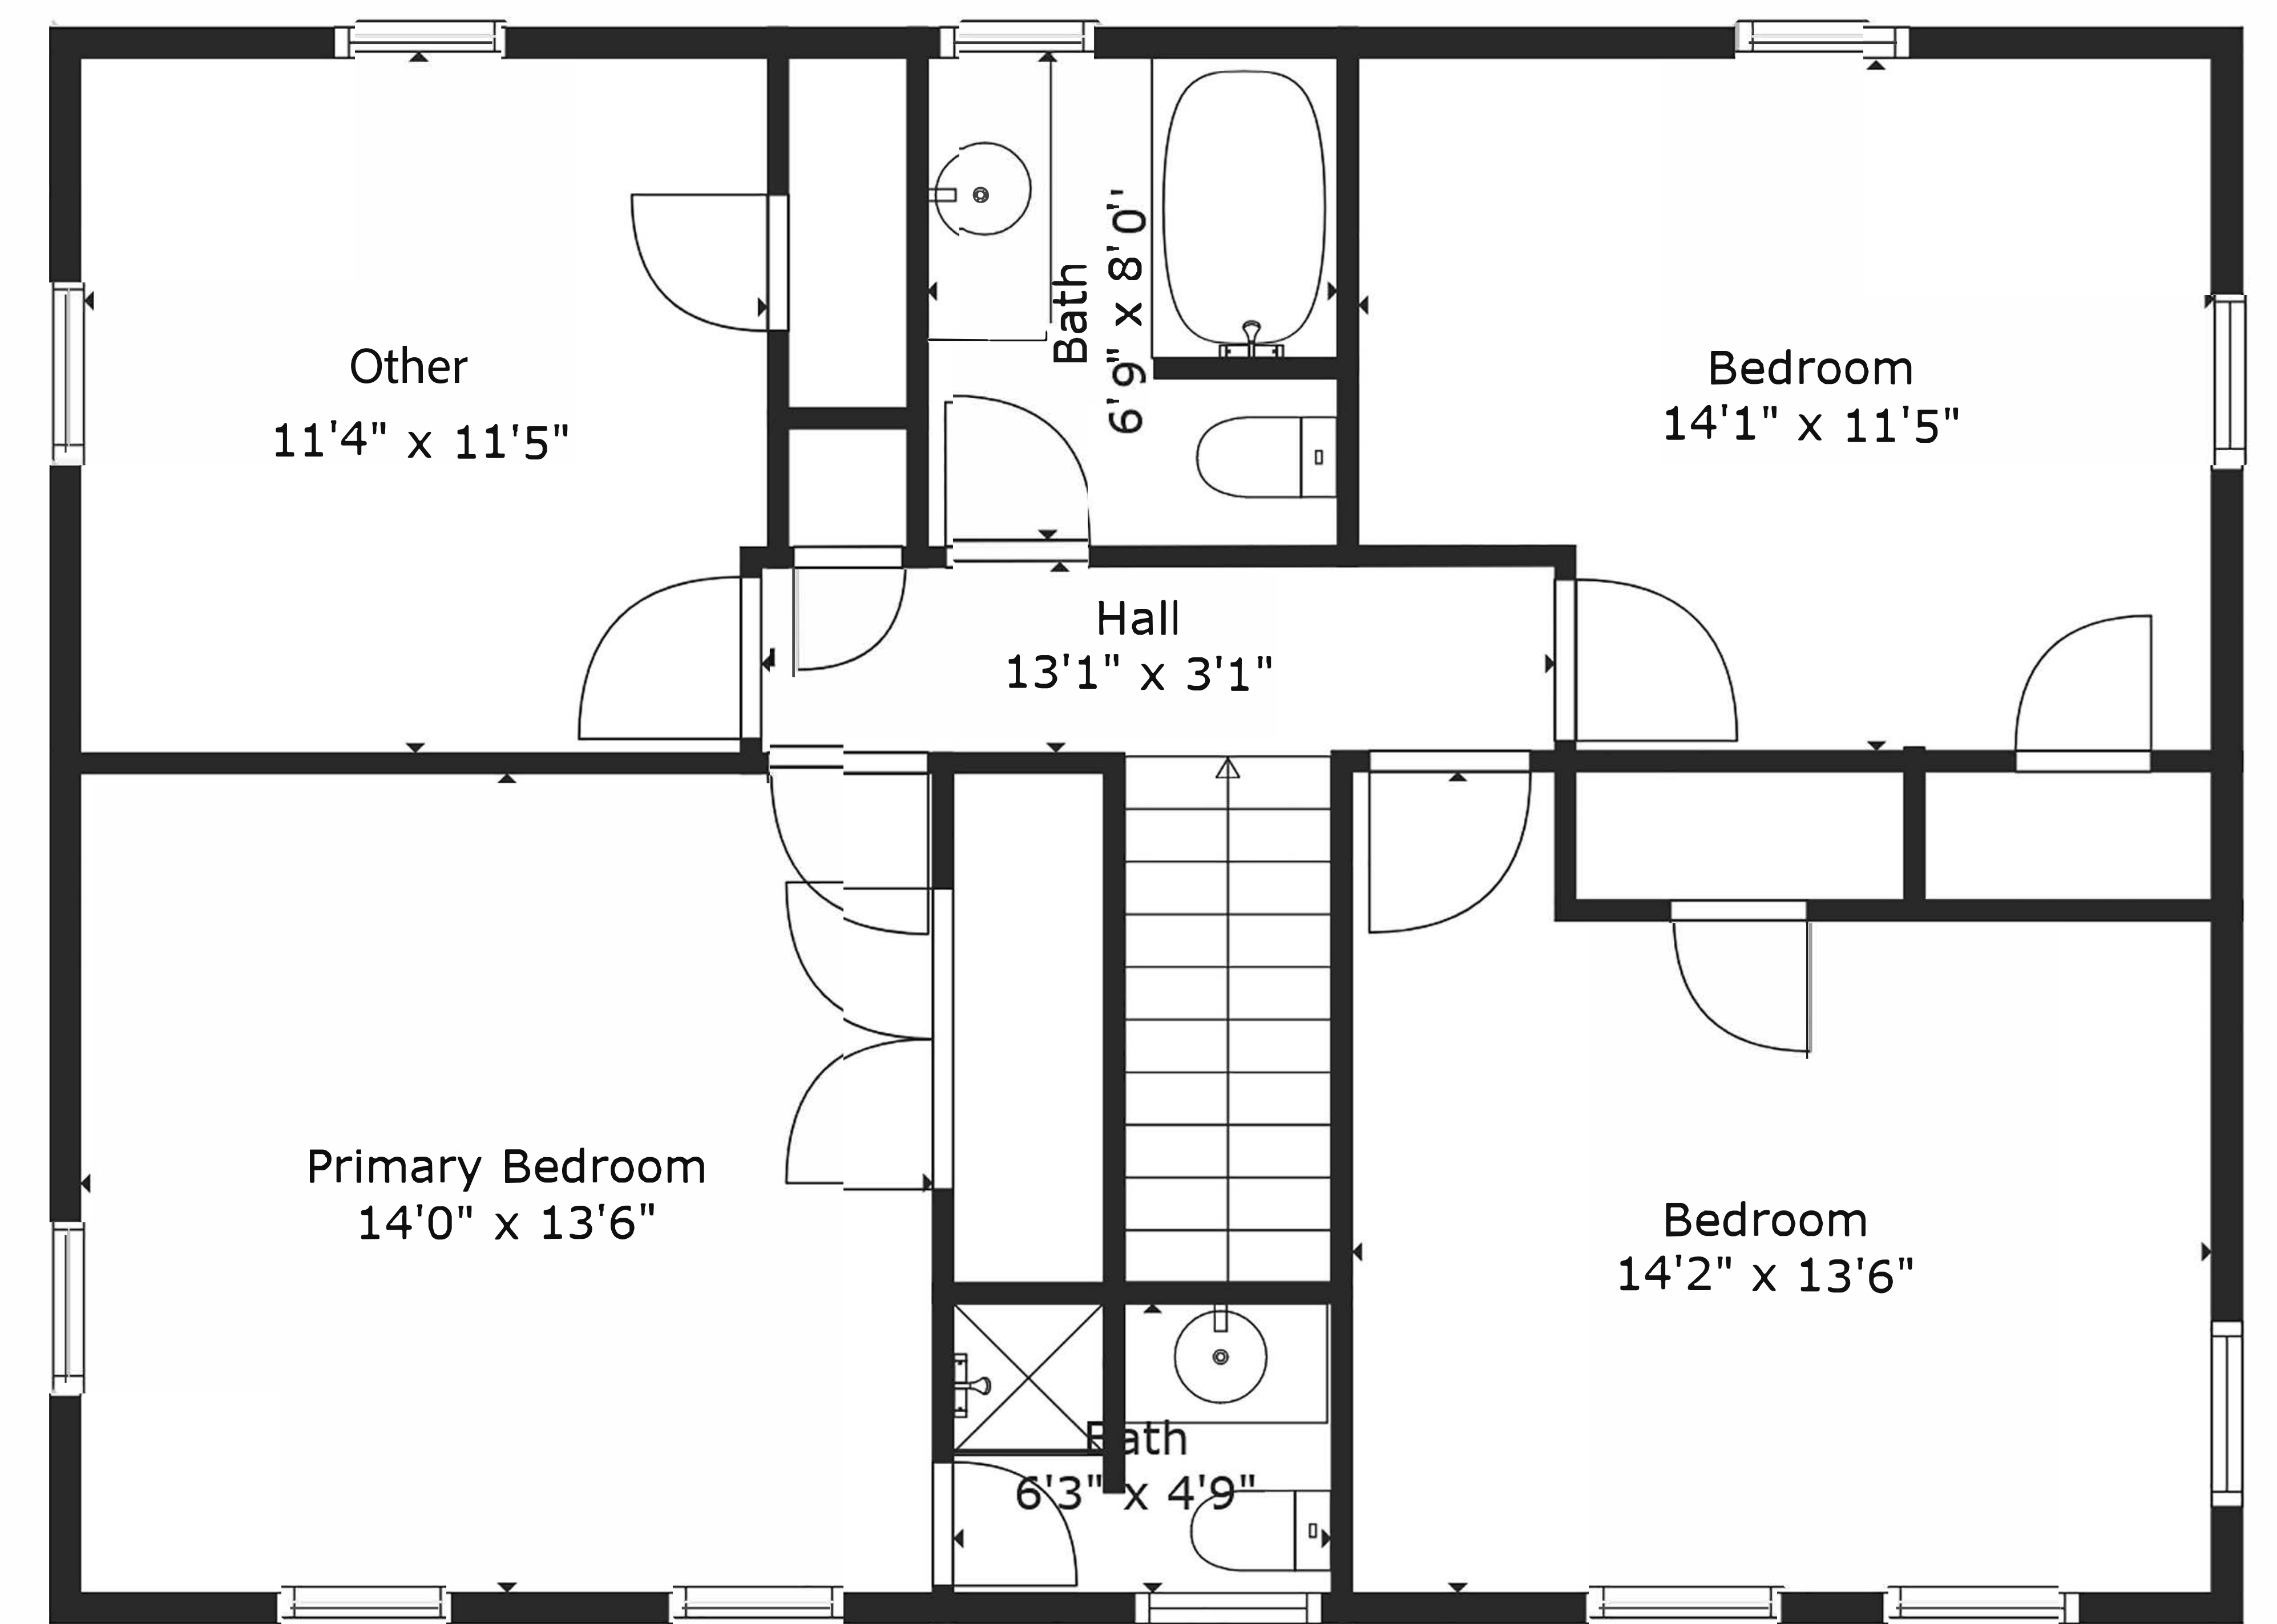 Other
11'4" x 11'5"
Bath
6'9" x 8'0"
Bedroom
14'1" x 11'5"
Hall
13'1" x 3'1"
Primary Bedroom
14'0" x 13'6"
Bedroom
14'2" x 13'6"
Bath
6'3" x 4'9"